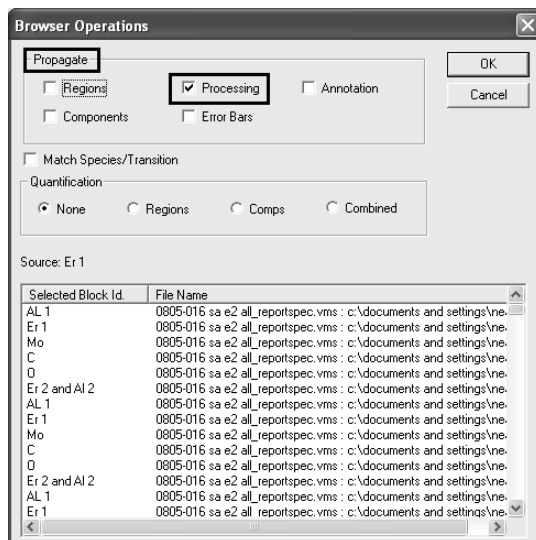 Browser Operations
Propagate
OK
Regions Processing Annotation
Cancel
Components Error Bars
Match Species/Transition
Quantification
None Regions Comps Combined
Source: Er 1
Selected Block Id. File Name
AL 1 0805-016 sa e2 all_reportspec.vms : c:\documents and settings\ne
Er 1 0805-016 sa e2 all_reportspec.vms : c:\documents and settings\ne
Mo 0805-016 sa e2 all_reportspec.vms : c:\documents and settings\ne
C 0805-016 sa e2 all_reportspec.vms : c:\documents and settings\ne
O 0805-016 sa e2 all_reportspec.vms : c:\documents and settings\ne
Er 2 and Al 2 0805-016 sa e2 all_reportspec.vms : c:\documents and settings\ne
AL 1 0805-016 sa e2 all_reportspec.vms : c:\documents and settings\ne
Er 1 0805-016 sa e2 all_reportspec.vms : c:\documents and settings\ne
Mo 0805-016 sa e2 all_reportspec.vms : c:\documents and settings\ne
C 0805-016 sa e2 all_reportspec.vms : c:\documents and settings\ne
O 0805-016 sa e2 all_reportspec.vms : c:\documents and settings\ne
Er 2 and Al 2 0805-016 sa e2 all_reportspec.vms : c:\documents and settings\ne
AL 1 0805-016 sa e2 all_reportspec.vms : c:\documents and settings\ne
Er 1 0805-016 sa e2 all_reportspec.vms : c:\documents and settings\ne